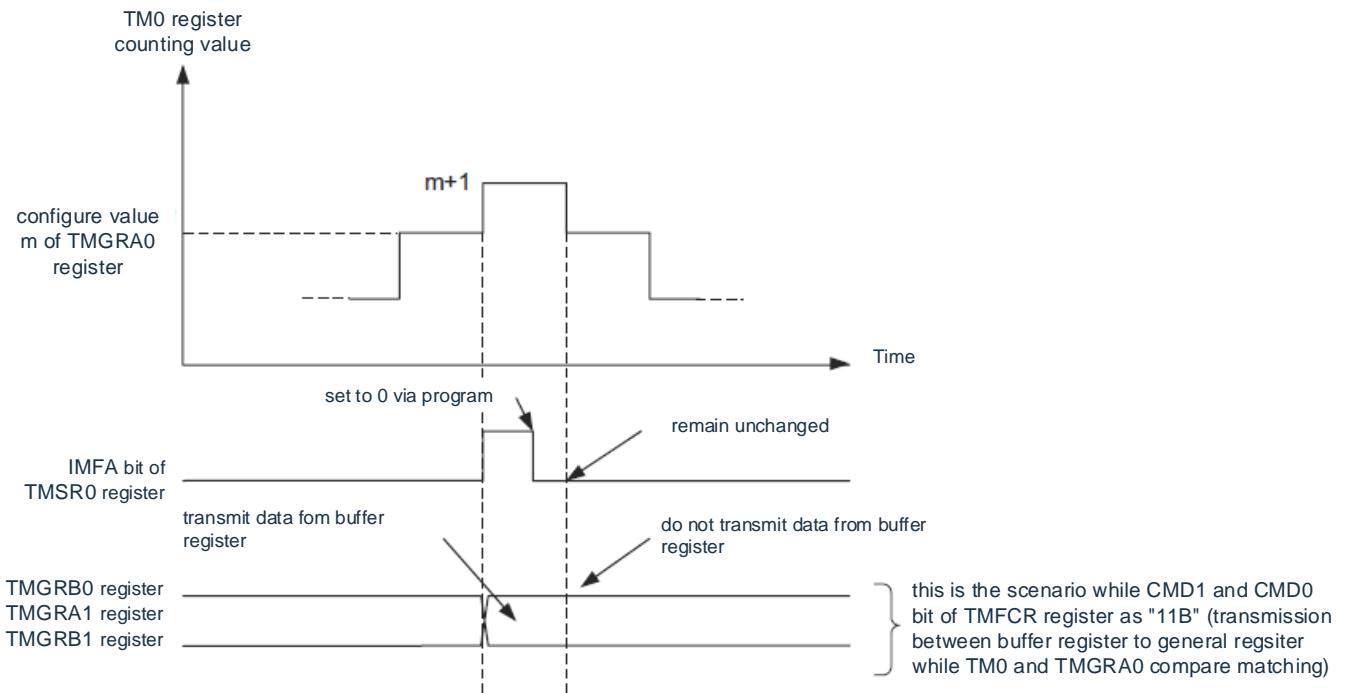 TM0 register
counting value
m+1
configure value
m of TMGRA0
register
Time
set to 0 via program
remain unchanged
IMFA bit of
TMSR0 register
transmit data fom buffer
register
do not transmit data from buffer
register
TMGRB0 register
TMGRA1 register
TMGRB1 register
this is the scenario while CMD1 and CMD0
bit of TMFCR register as "11B" (transmission
between buffer register to general regsiter
while TM0 and TMGRA0 compare matching)